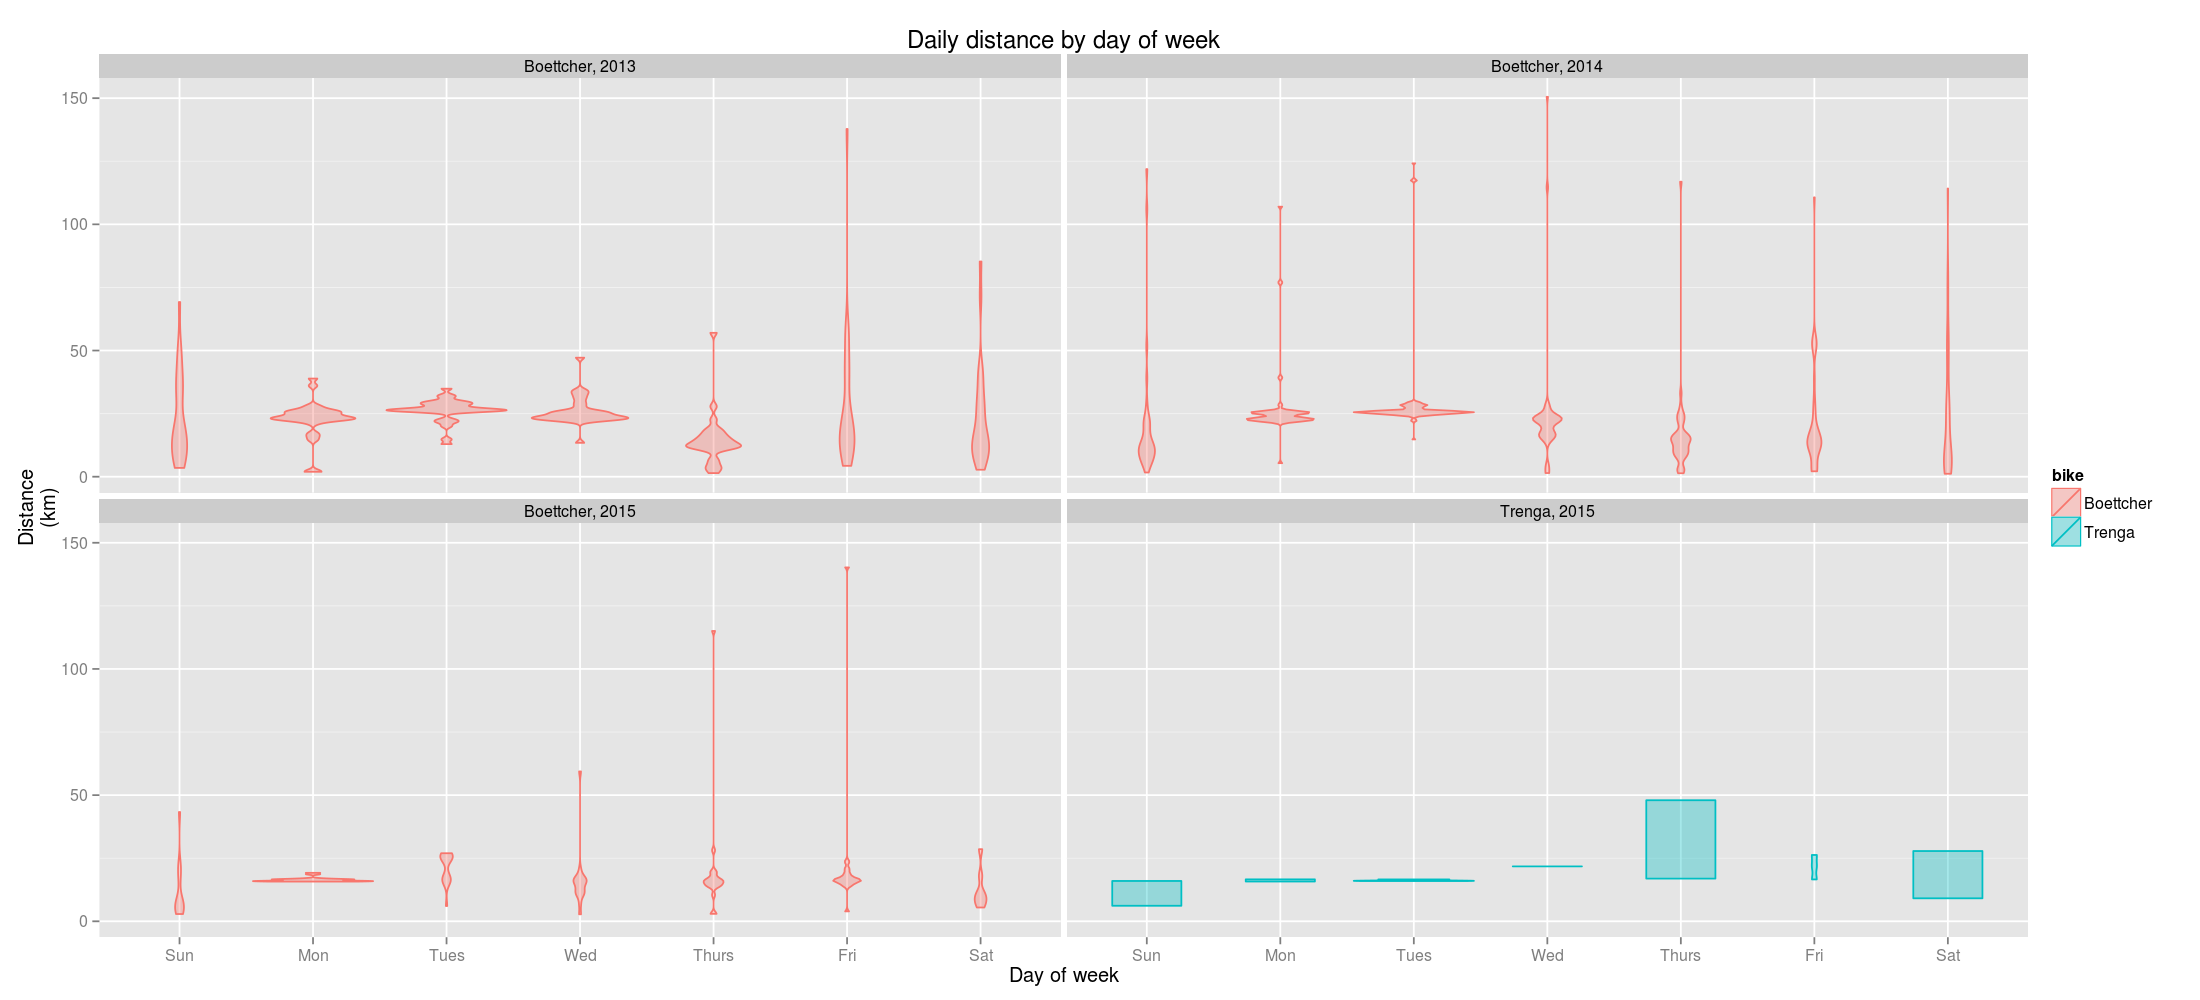 Daily distance by day of week
Boettcher, 2013
Boettcher, 2014
150
100
50
0
Boettcher, 2015
Trenga, 2015
150
100
50
0
Distance
(km)
Sun Mon Tues Wed Thurs Fri Sat
Sun Mon Tues Wed Thurs Fri Sat
Day of week
bike
Boettcher
Trenga